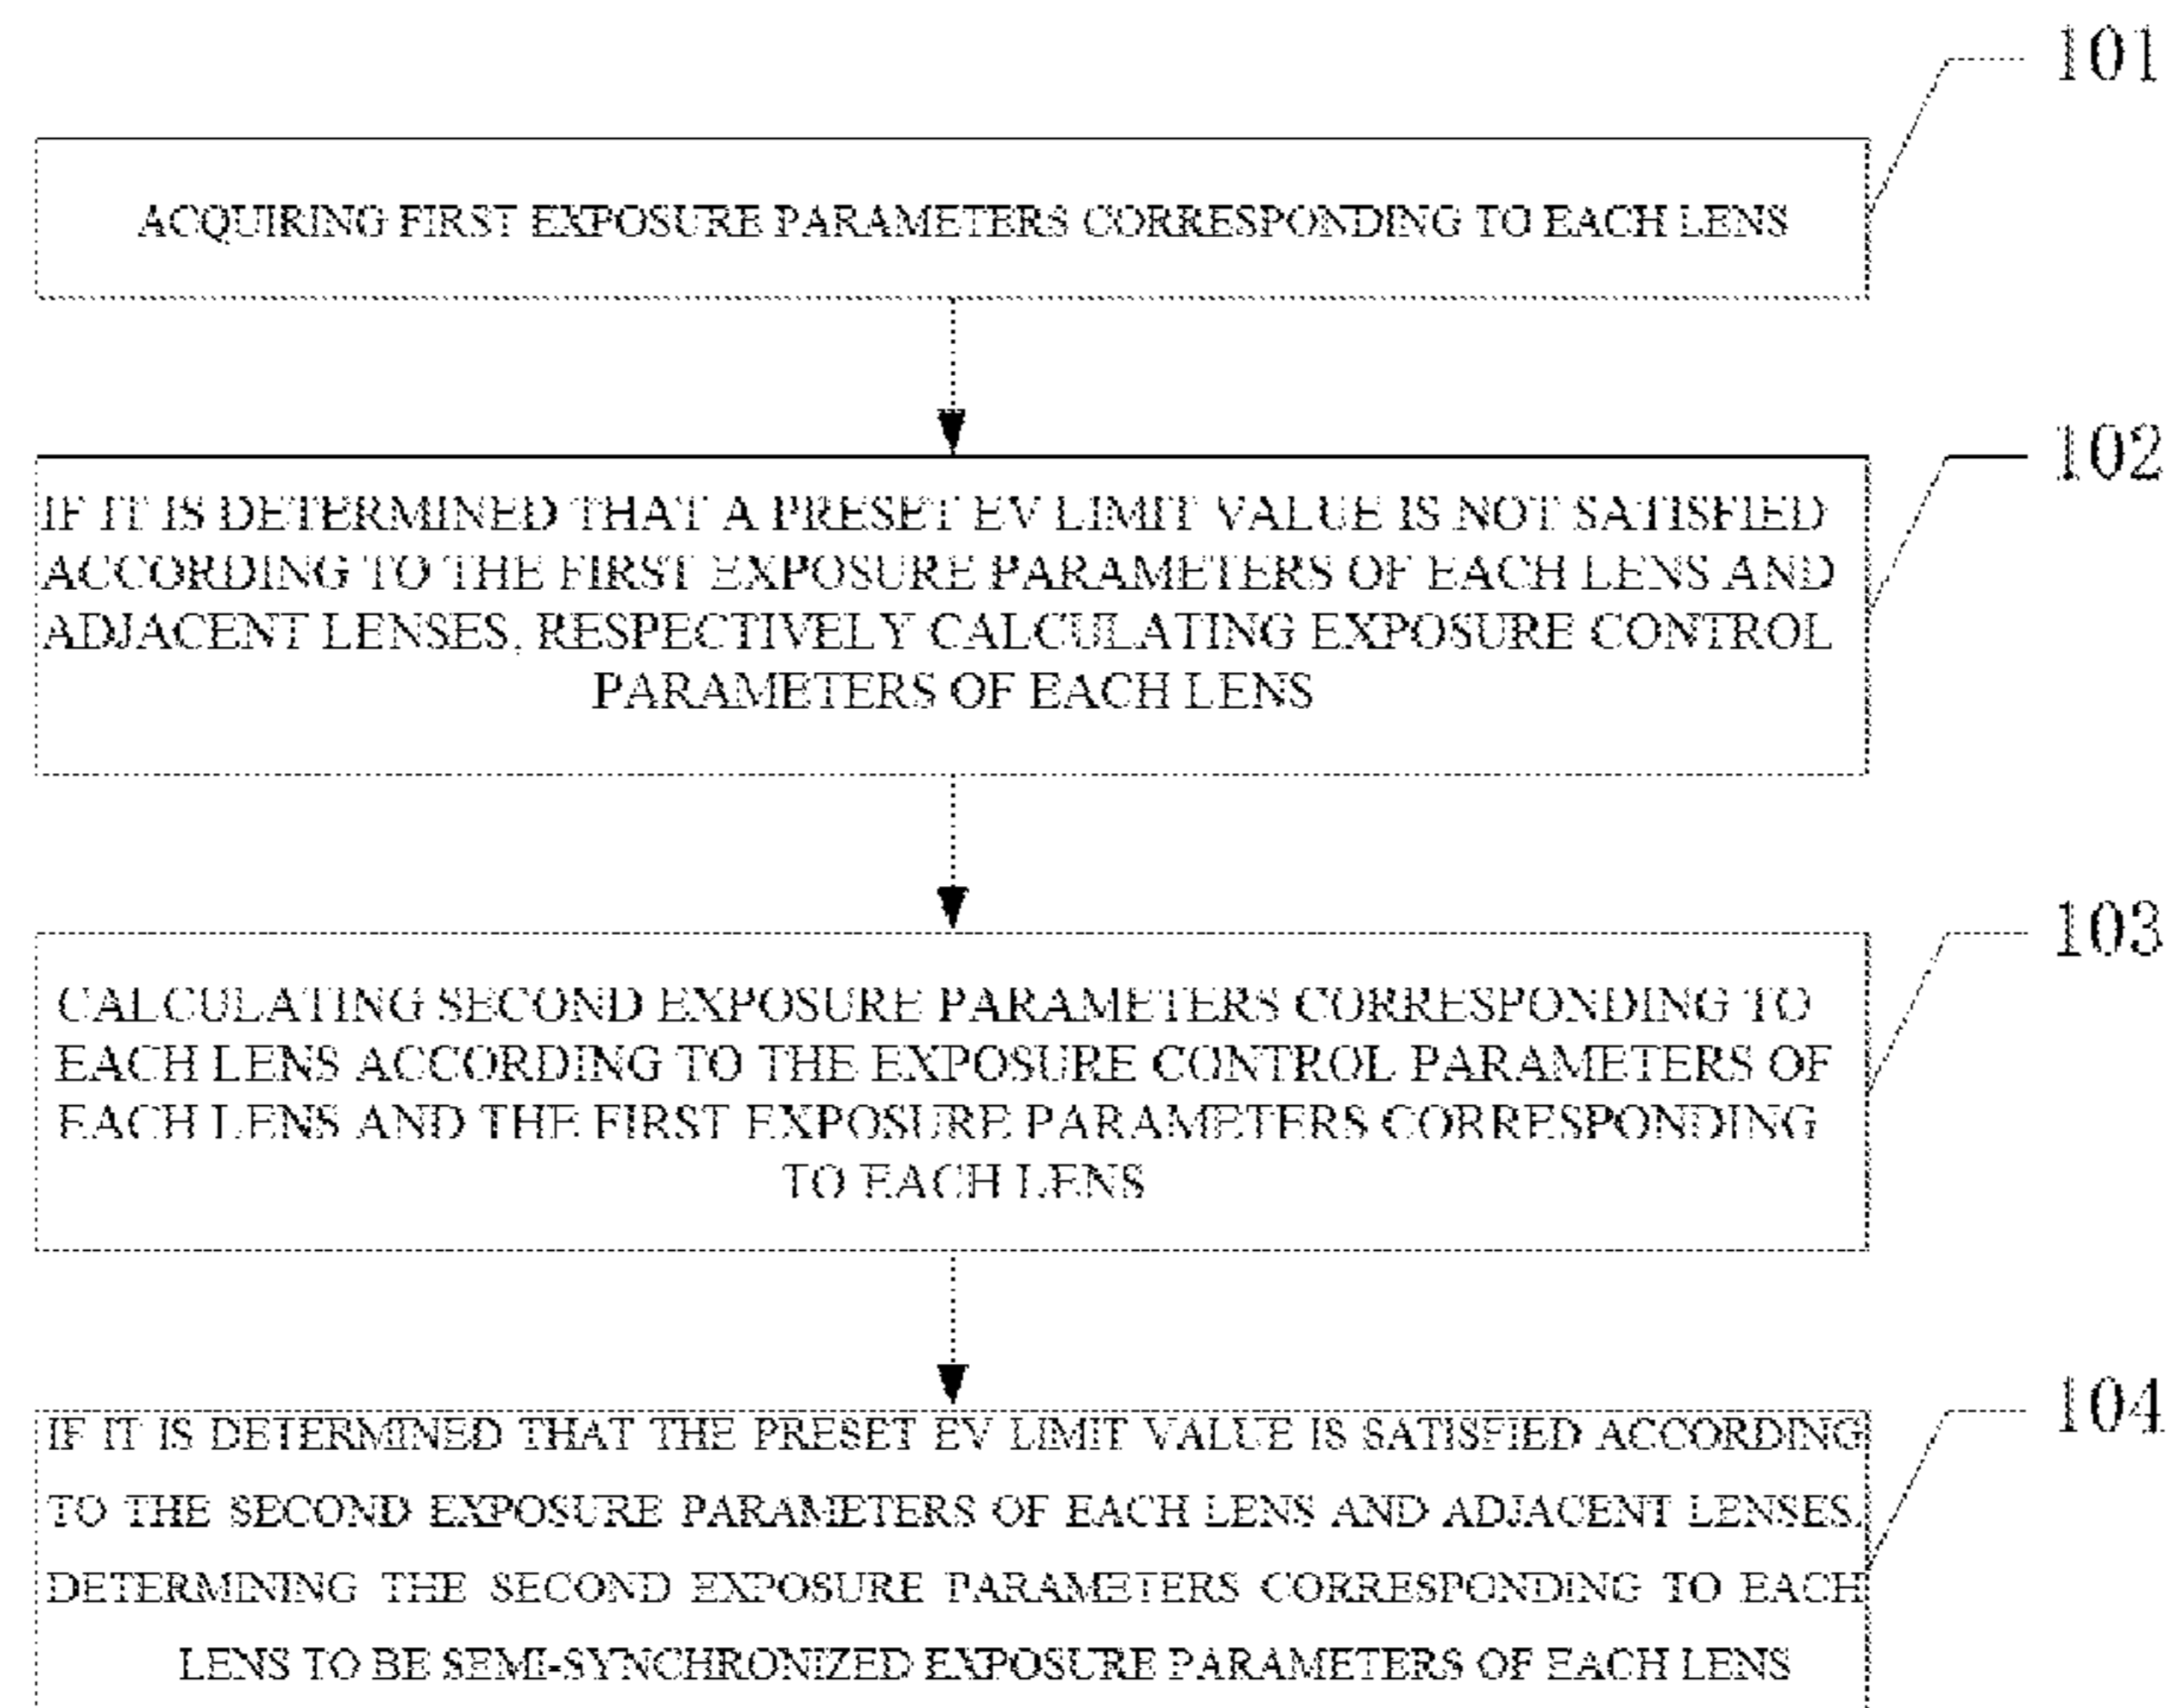 101
ACQUIRING FIRST EXPOSURE PARAMETERS CORRESPONDING TO EACH LENS
102
IF IT IS DETERMINED THAT A PRESET EV LIMIT VALUE IS NOT SATISFIED
ACCORDING TO THE FIRST EXPOSURE PARAMETERS OF EACH LENS AND
ADJACENT LENSES, RESPECTIVELY CALCULATING EXPOSURE CONTROL
PARAMETERS OF EACH LENS
103
CALCULATING SECOND EXPOSURE PARAMETERS CORRESPONDING TO
EACH LENS ACCORDING TO THE EXPOSURE CONTROL PARAMETERS OF
EACH LENS AND THE FIRST EXPOSURE PARAMETERS CORRESPONDING
TO EACH LENS
104
IF IT IS DETERMINED THAT THE PRESET EV LIMIT VALUE IS SATISFIED ACCORDING
TO THE SECOND EXPOSURE PARAMETERS OF EACH LENS AND ADJACENT LENSES,
DETERMINING THE SECOND EXPOSURE PARAMETERS CORRESPONDING TO EACH
LENS TO BE SEMI-SYNCHRONIZED EXPOSURE PARAMETERS OF EACH LENS